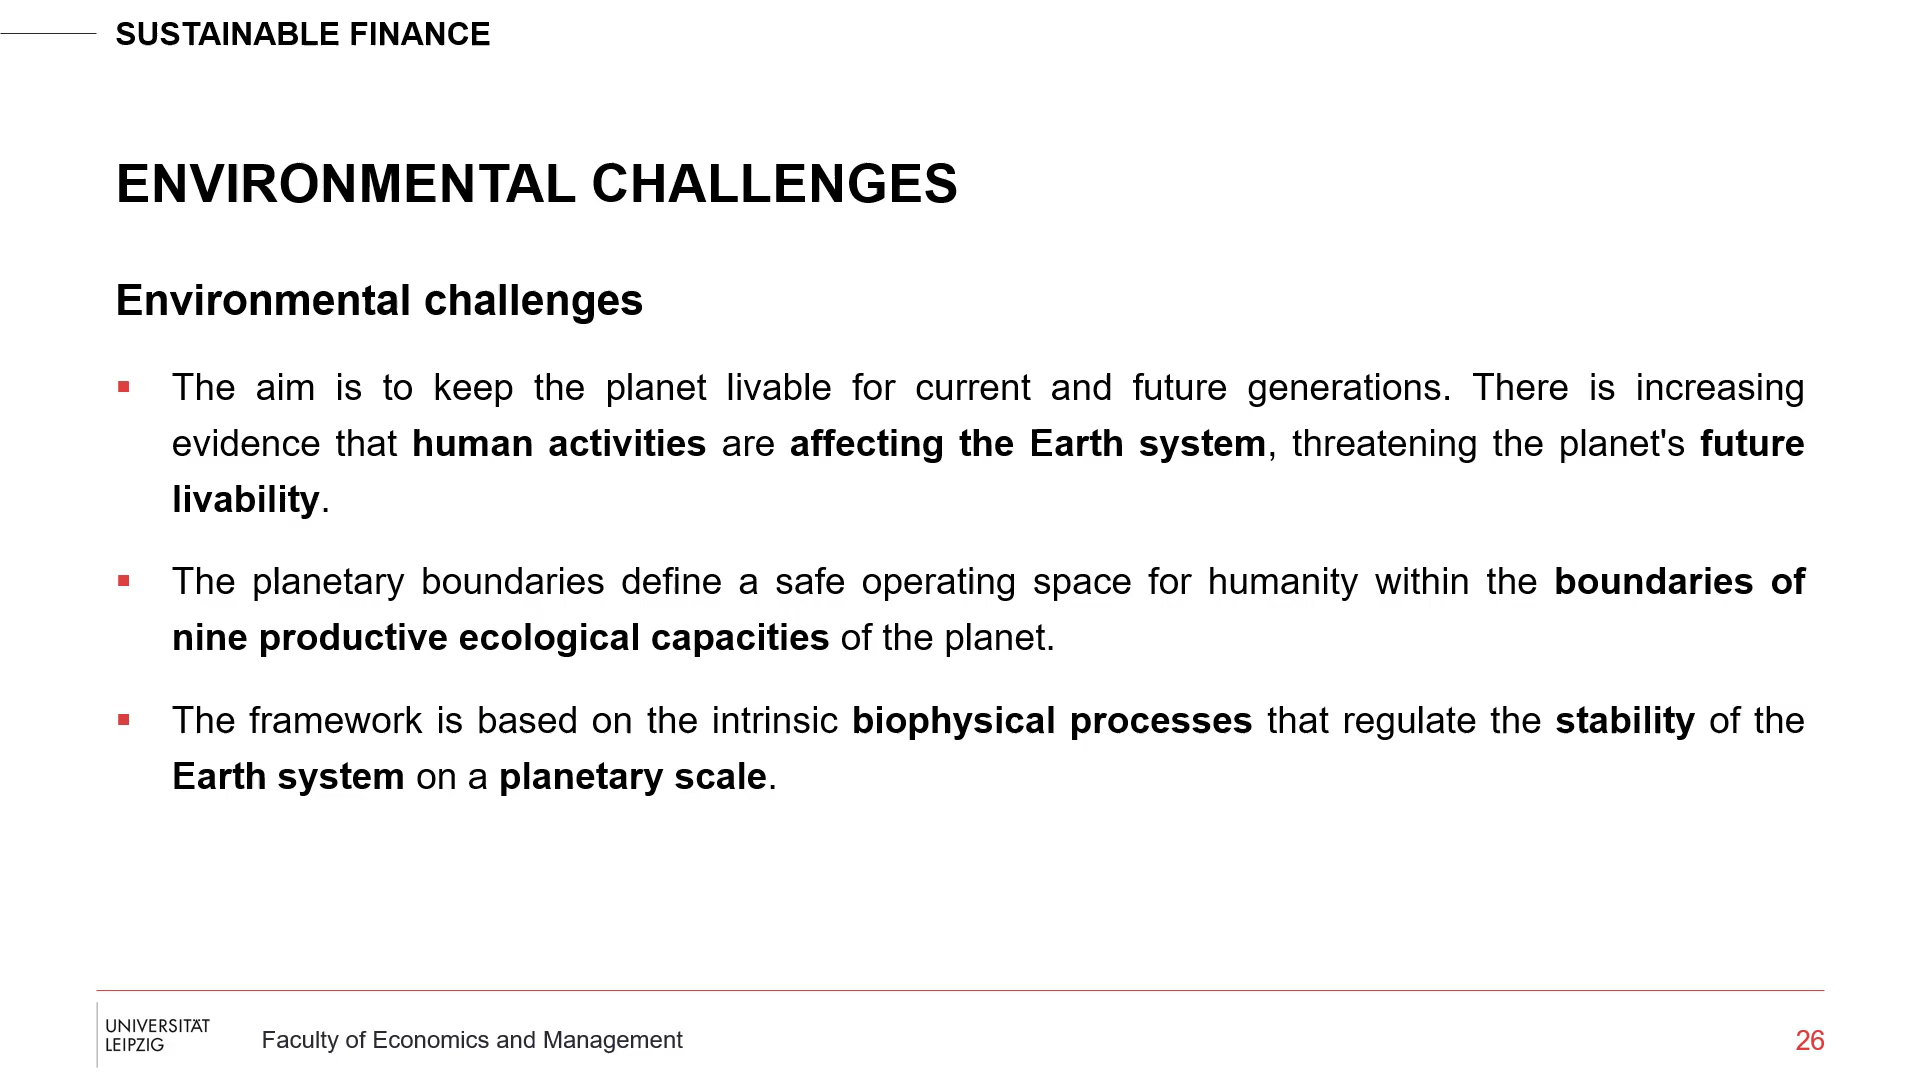 SUSTAINABLE FINANCE
ENVIRONMENTAL CHALLENGES
Environmental challenges
The aim is to keep the planet livable for current and future generations. There is increasing
evidence that human activities are affecting the Earth system, threatening the planet's future
livability.
The planetary boundaries define a safe operating space for humanity within the boundaries of
nine productive ecological capacities of the planet.
The framework is based on the intrinsic biophysical processes that regulate the stability of the
Earth system on a planetary scale.
UNIVERSITÄT
LEIPZIG
Faculty of Economics and Management
26